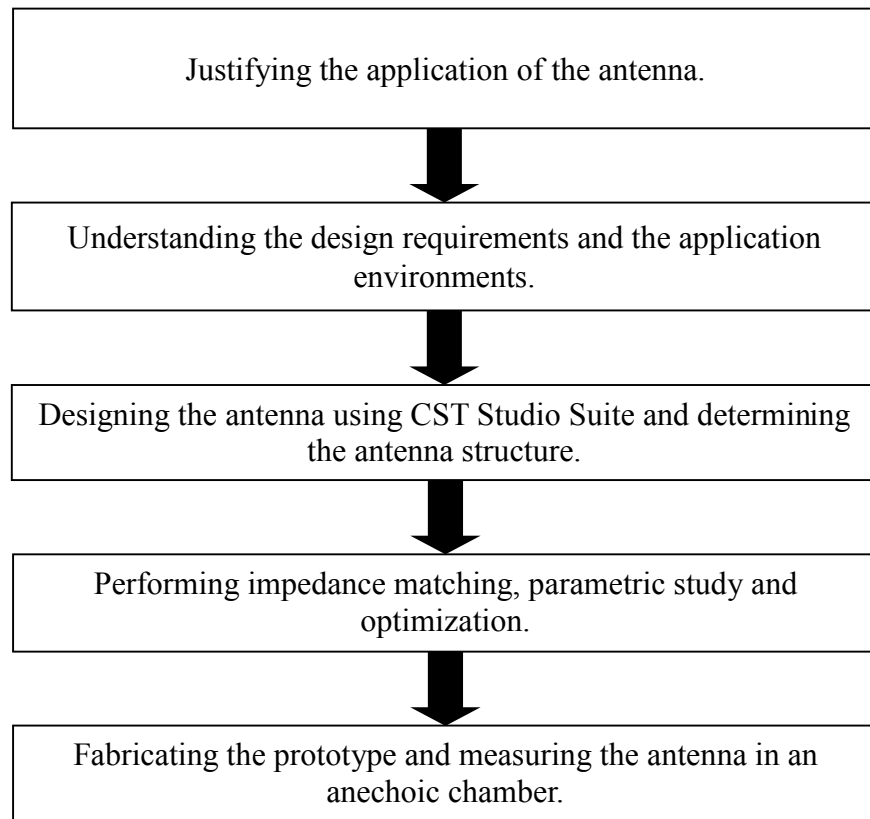 Justifying the application of the antenna.
Understanding the design requirements and the application
environments.
Designing the antenna using CST Studio Suite and determining
the antenna structure.
Performing impedance matching, parametric study and
optimization.
Fabricating the prototype and measuring the antenna in an
anechoic chamber.